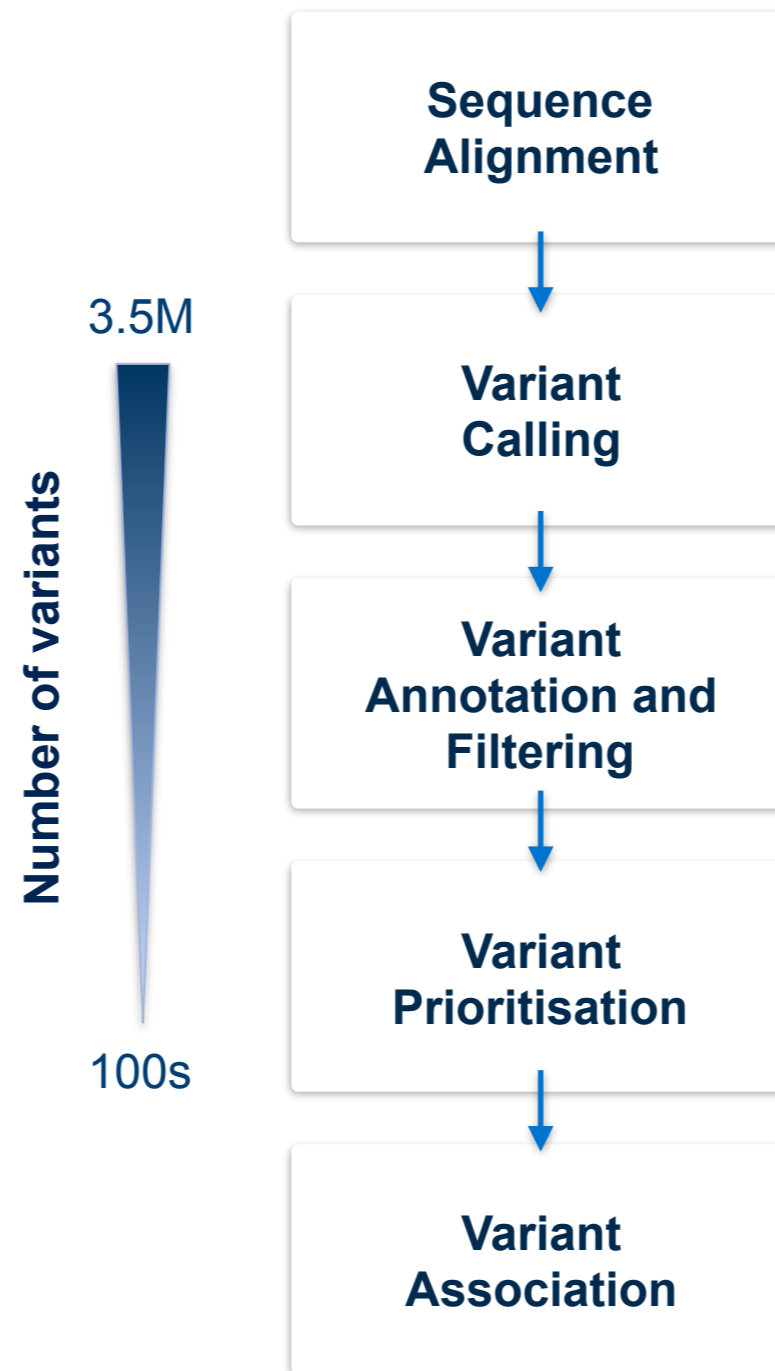 Sequence
Alignment
3.5M
Variant
Calling
Number of variants
Variant
Annotation and
Filtering
Variant
Prioritisation
100s
Variant
Association